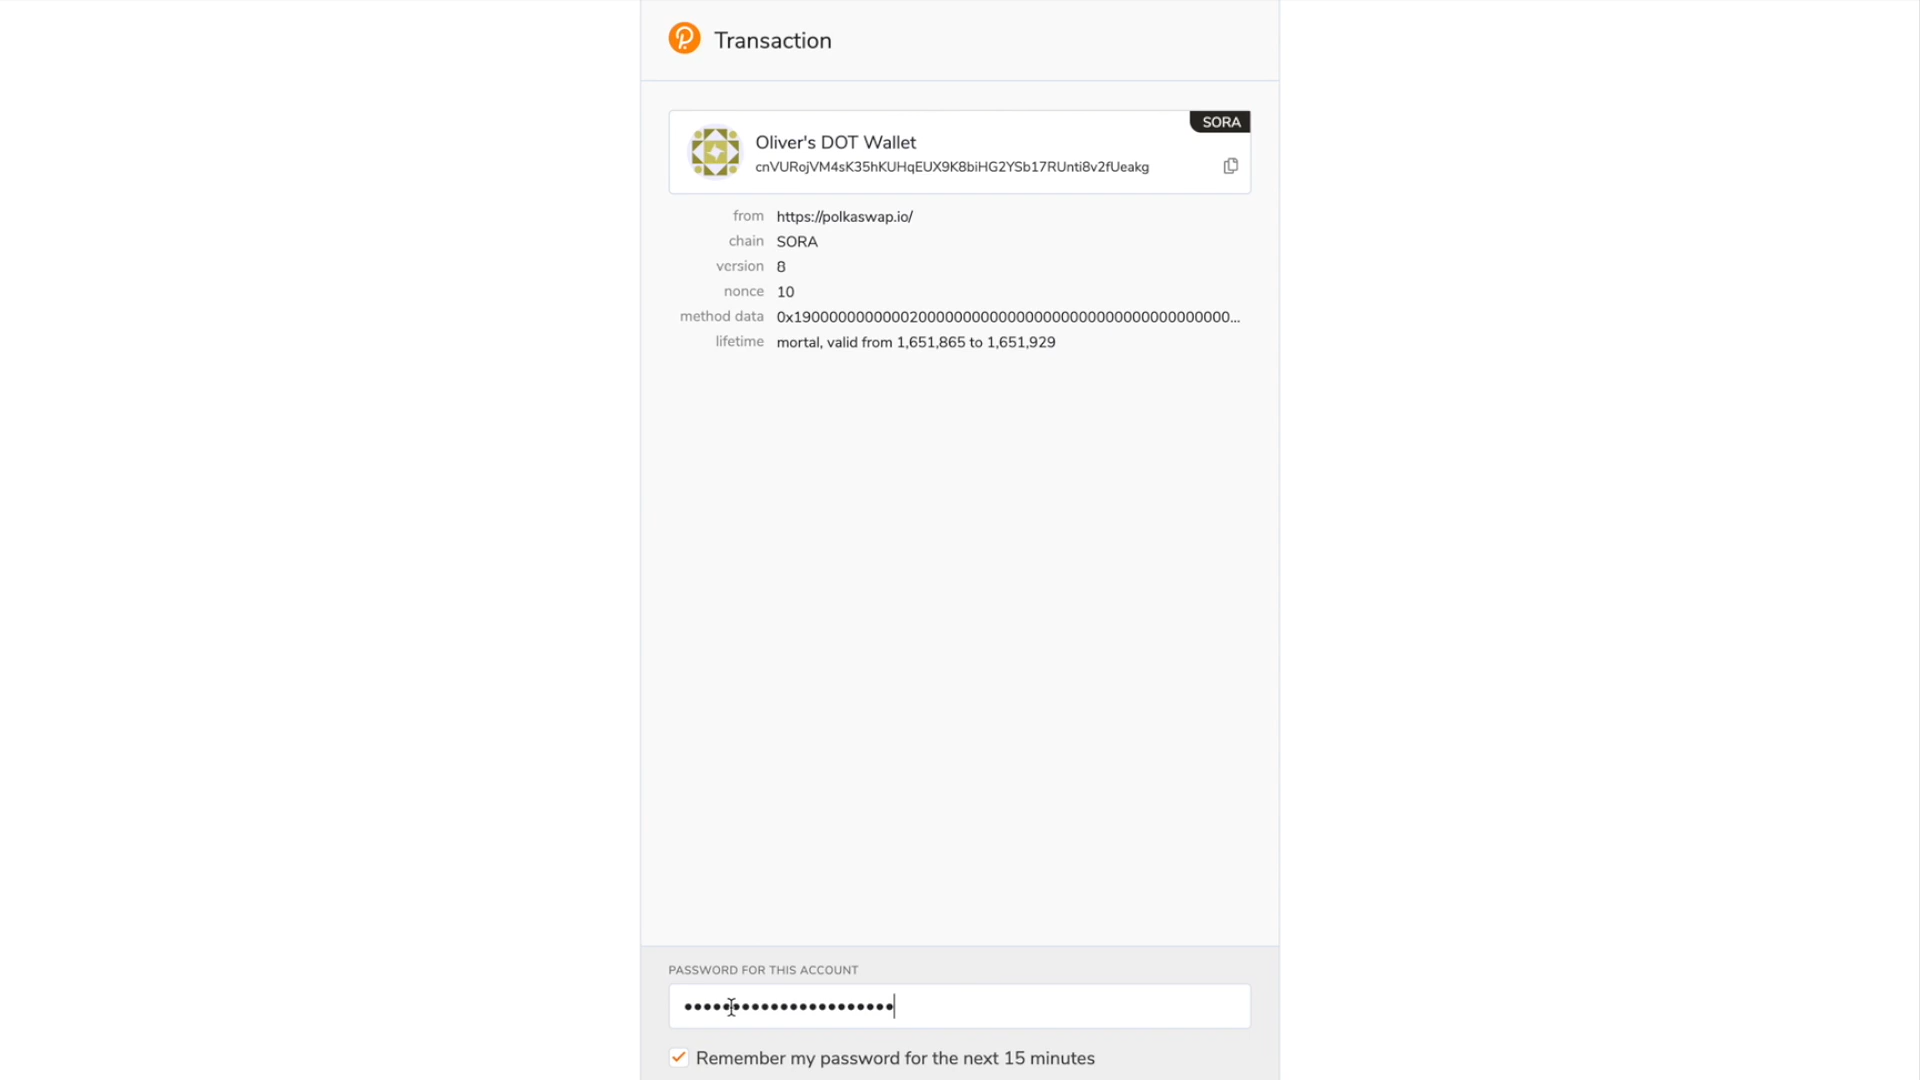 Transaction
SORA
Oliver's DOT Wallet
cnVURojVM4sK35hKUHqEUX9K8biHG2YSb17RUnti8v2fUeakg
from https://polkaswap.io/
chain SORA
version 8
nonce 10
method data 0x19000000000002000000000000000000000000000000000000...
lifetime mortal, valid from 1,651,865 to 1,651,929
PASSWORD FOR THIS ACCOUNT
Remember my password for the next 15 minutes